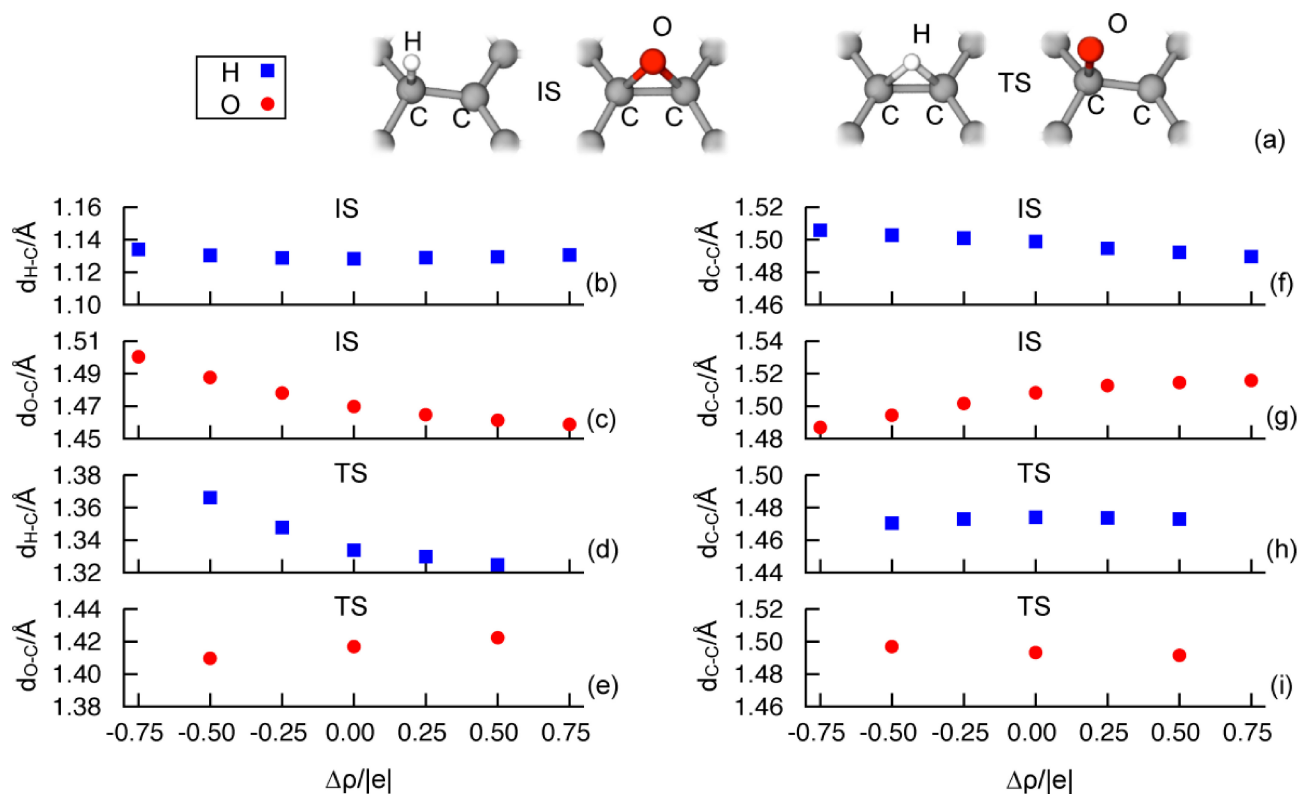 H
O
H
C
C
IS
O
C
C
H
C
C
TS
O
C
C
(a)
IS
1.16
1.14
1.12
1.10
dH-C/Å
(b)
IS
1.52
1.50
1.48
1.46
dC-C/Å
(f)
IS
1.51
1.49
1.47
1.45
dO-C/Å
(c)
IS
1.54
1.52
1.50
1.48
dC-C/Å
(g)
TS
1.38
1.36
1.34
1.32
dH-C/Å
(d)
TS
1.50
1.48
1.46
1.44
dC-C/Å
(h)
TS
1.44
1.42
1.40
1.38
dO-C/Å
(e)
TS
1.52
1.50
1.48
1.46
dC-C/Å
(i)
-0.75 -0.50 -0.25 0.00 0.25 0.50 0.75
Δρ/|e|
-0.75 -0.50 -0.25 0.00 0.25 0.50 0.75
Δρ/|e|